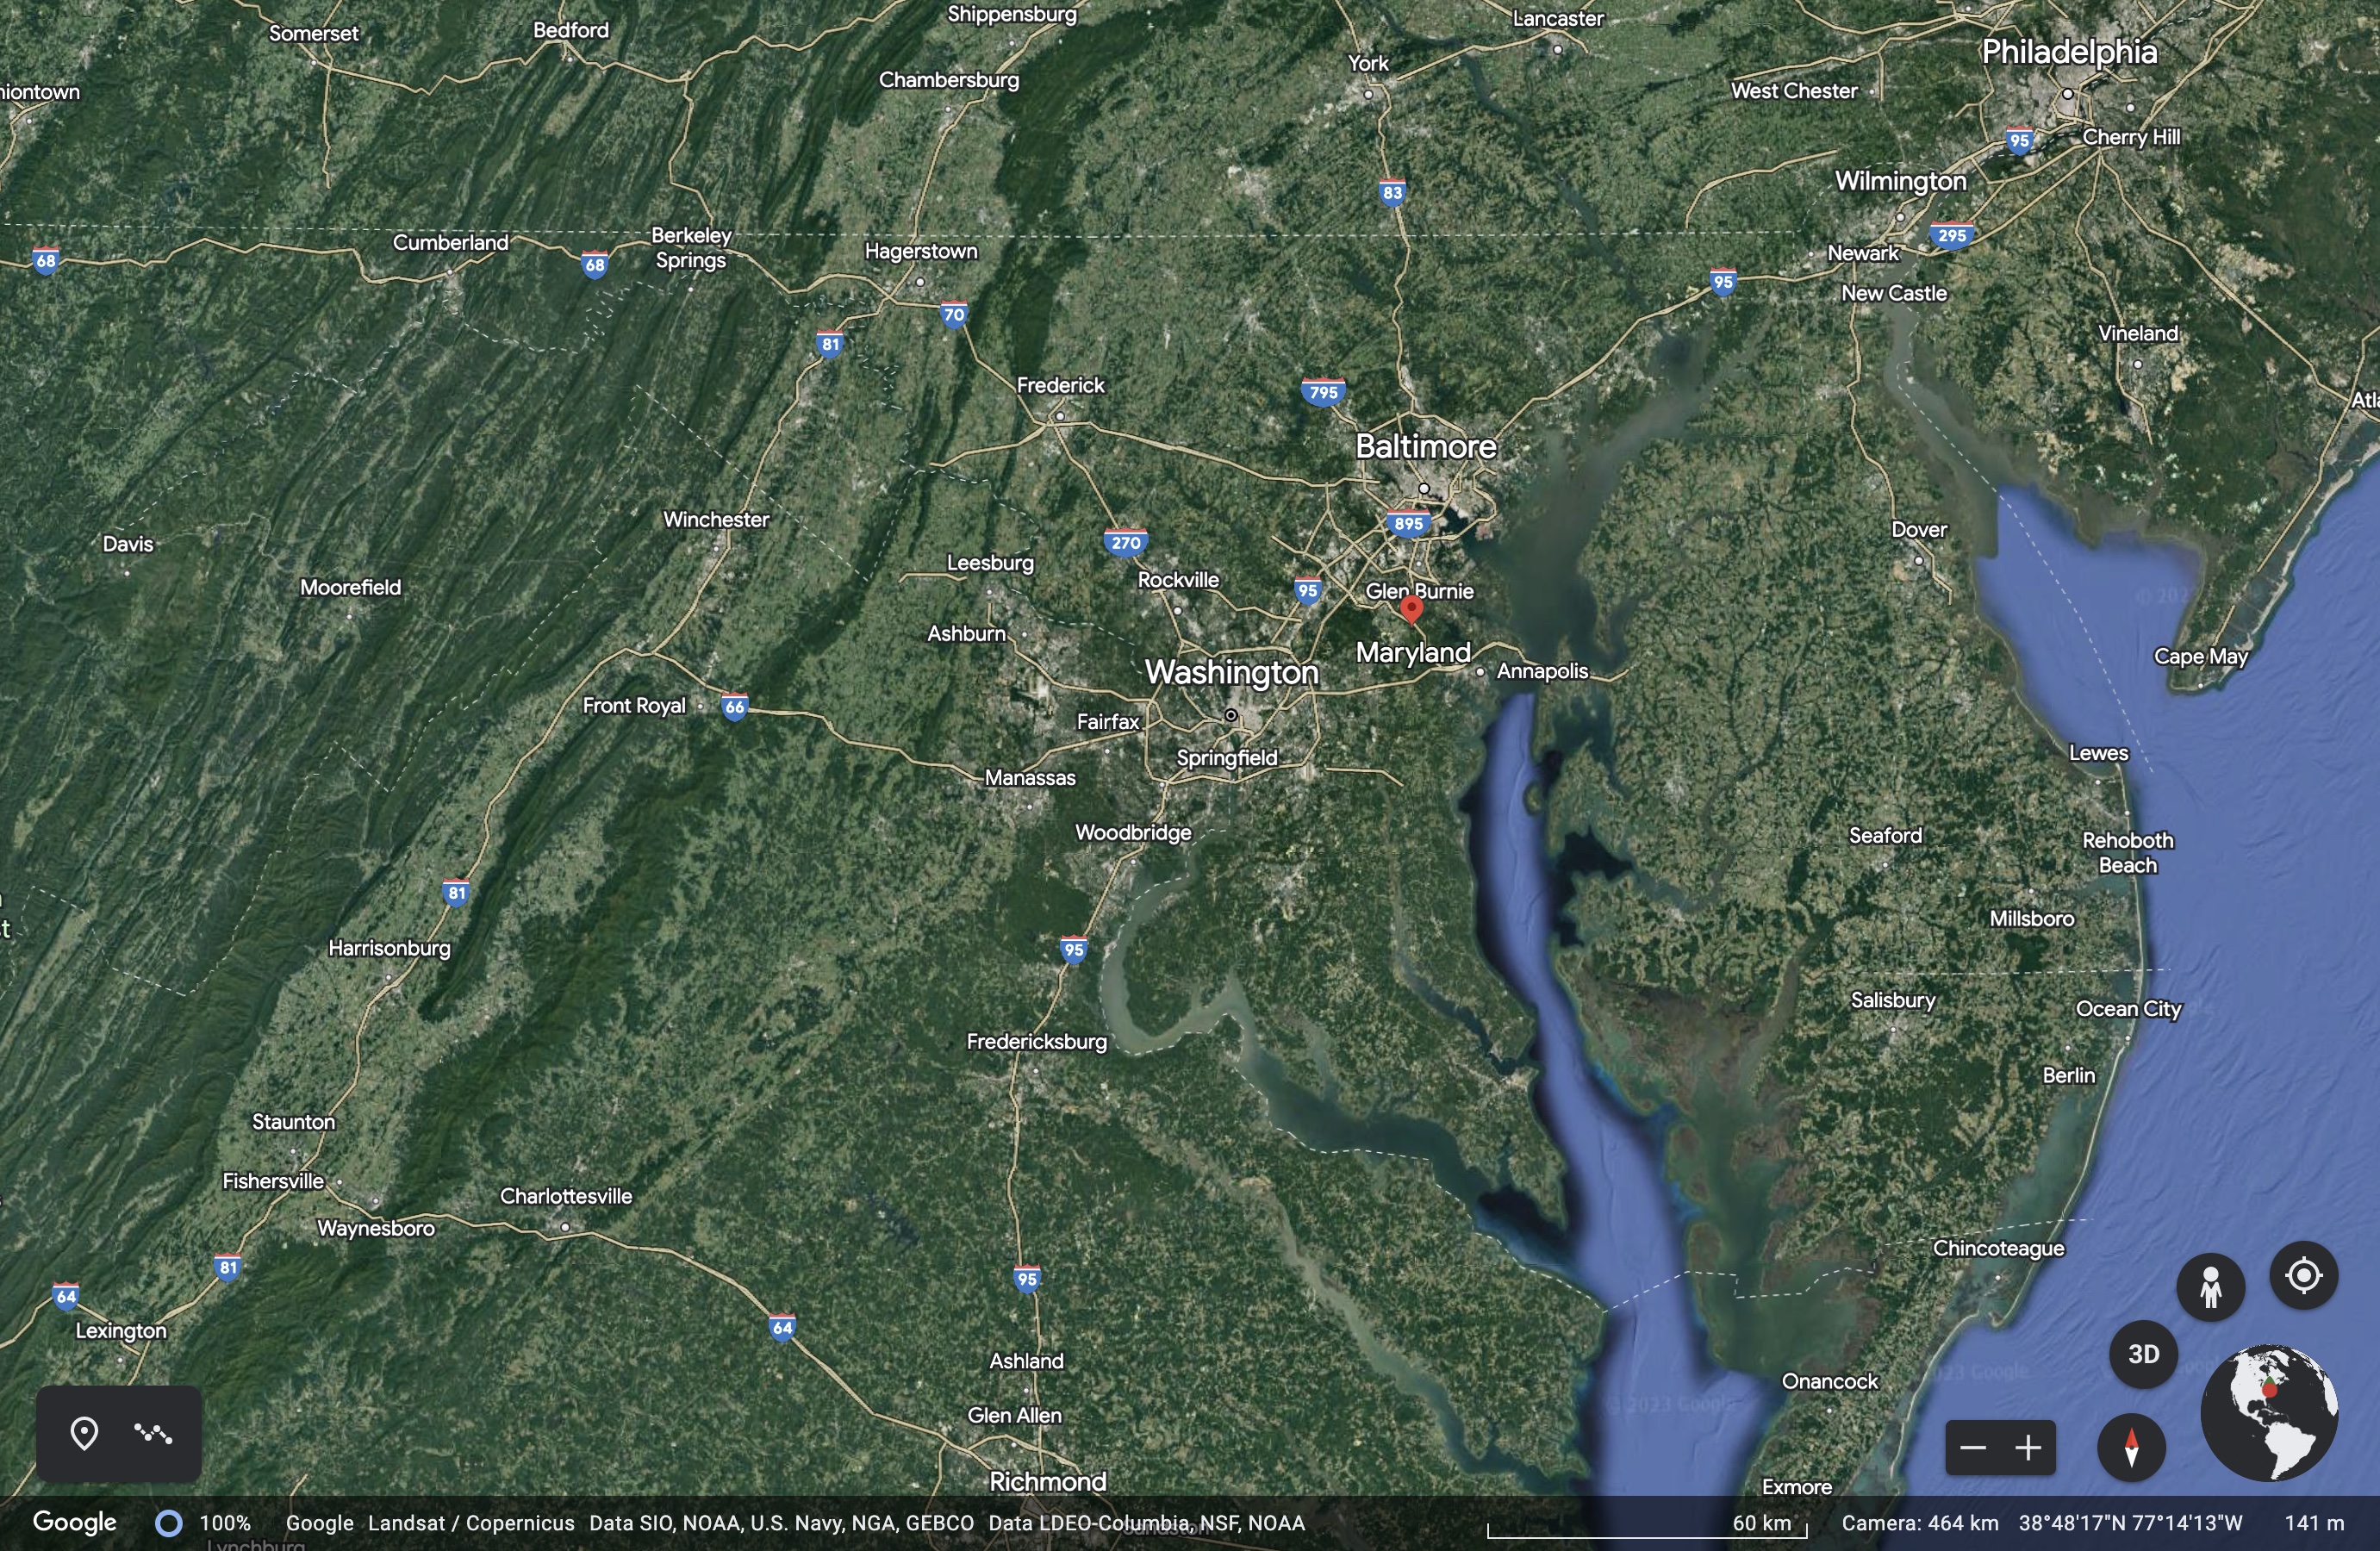 Shippensburg
Lancaster
Somerset
Bedford
Philadelphia
York
Chambersburg
West Chester
niontown
95
Cherry Hill
Wilmington
83
295
Cumberland
Berkeley
Springs
Hagerstown
Newark
68
68
95
New Castle
70
Vineland
81
Frederick
795
Atla
Baltimore
Winchester
895
Dover
270
Davis
Leesburg
Rockville
Moorefield
95
Glen Burnie
Ashburn
Maryland
Cape May
Washington
Annapolis
Front Royal
66
Fairfax
Lewes
Springfield
Manassas
Woodbridge
Seaford
Rehoboth
Beach
81
st
Millsboro
Harrisonburg
95
Salisbury
Ocean City
Fredericksburg
Berlin
Staunton
Fishersville
Charlottesville
Waynesboro
Chincoteague
81
95
64
64
Lexington
3D
Ashland
© 2023 Google
Onancock
Glen Allen
Richmond
Exmore
Google 100% Google Landsat / Copernicus Data SIO, NOAA, U.S. Navy, NGA, GEBCO Data LDEO-Columbia, NSF, NOAA 60 km Camera: 464 km 38°48'17"N 77°14'13"W 141 m
Sandston
Lynchburg